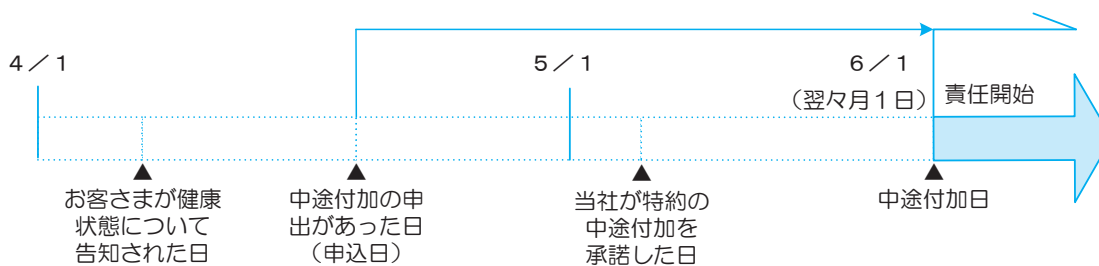 4／1
5／1
6／1
（翌々月１日）
責任開始
お客さまが健康
状態について
告知された日
中途付加の申
出があった日
（申込日）
当社が特約の
中途付加を
承諾した日
中途付加日